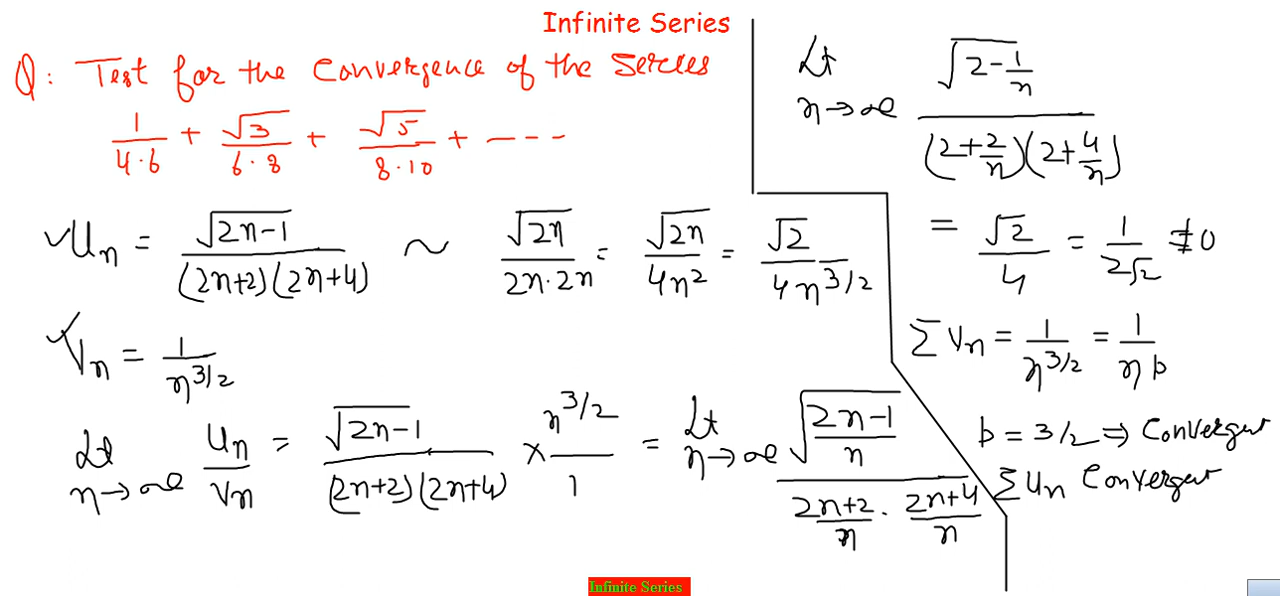 Infinite Series
Q: Test for the Convergence of the Series
1/(4·6) + √3/(6·8) + √5/(8·10) + ----
✓Un = √(2n-1)/((2n+2)(2n+4)) ~ √(2n)/(2n·2n) = √(2n)/(4n²) = √2/(4n^(3/2))
✓Vn = 1/n^(3/2)
Lt n→∞ Un/Vn = √(2n-1)/((2n+2)(2n+4)) × n^(3/2)/1 = Lt n→∞ √((2n-1)/n)/((2n+2)/n · (2n+4)/n)
Lt n→∞ √(2-1/n)/((2+2/n)(2+4/n))
= √2/4 = 1/(2√2) ≠0
Σ Vn = 1/n^(3/2) = 1/n^p
p = 3/2 ⇒ Convergent
Σ Un Convergent
Infinite Series